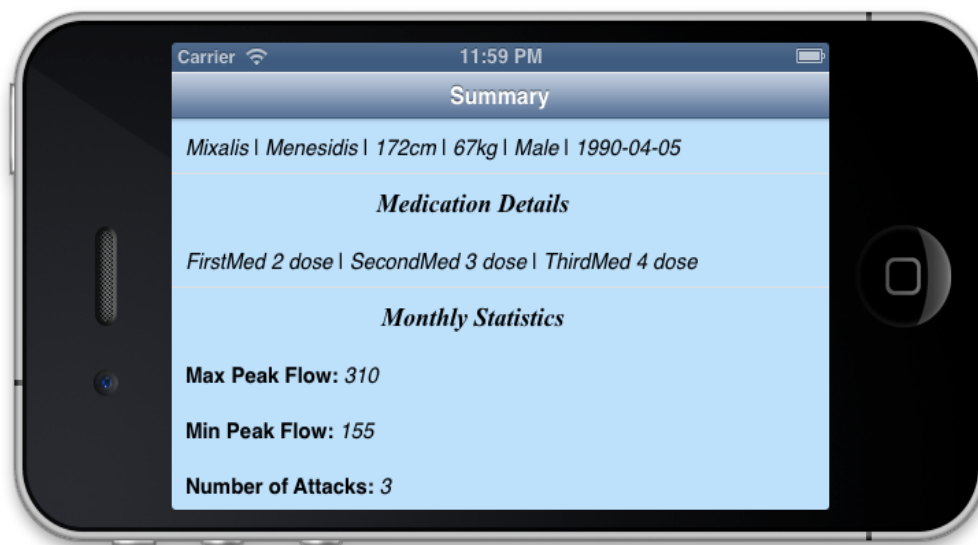 Carrier 11:59 PM
Summary
Mixalis | Menesidis | 172cm | 67kg | Male | 1990-04-05
Medication Details
FirstMed 2 dose | SecondMed 3 dose | ThirdMed 4 dose
Monthly Statistics
Max Peak Flow: 310
Min Peak Flow: 155
Number of Attacks: 3